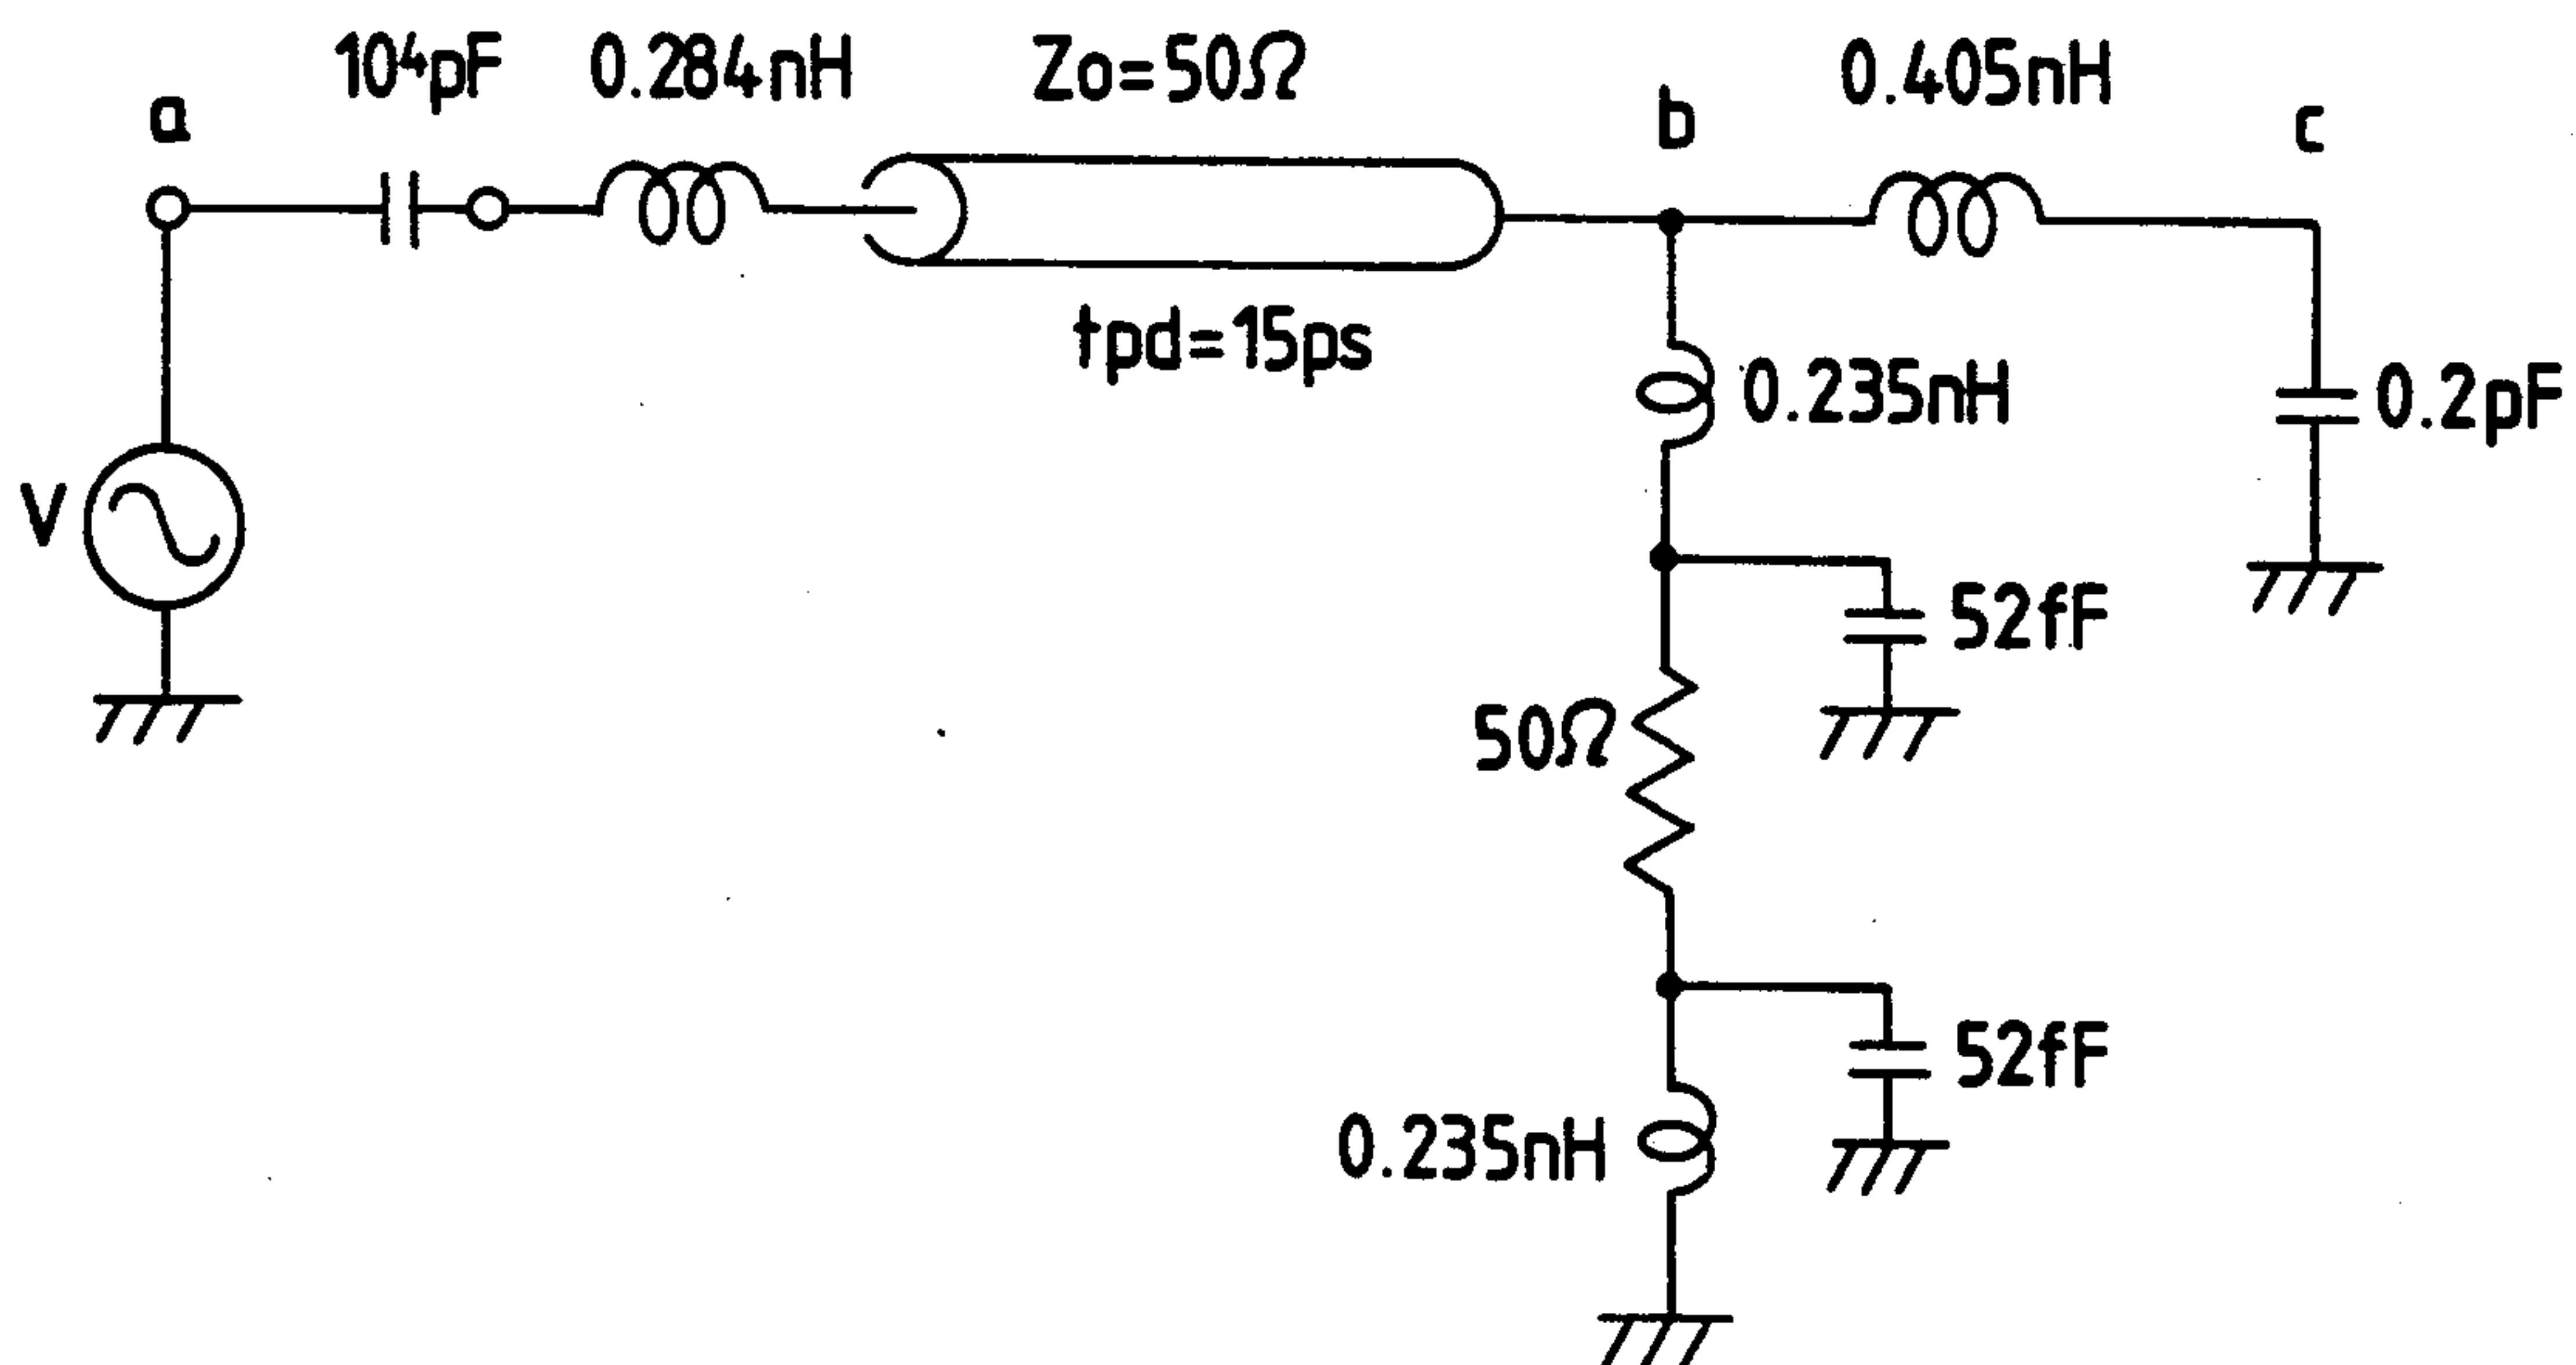 a
10⁴pF
0.284nH
Zo=50Ω
b
0.405nH
c
tpd=15ps
0.235nH
0.2pF
V
52fF
50Ω
52fF
0.235nH